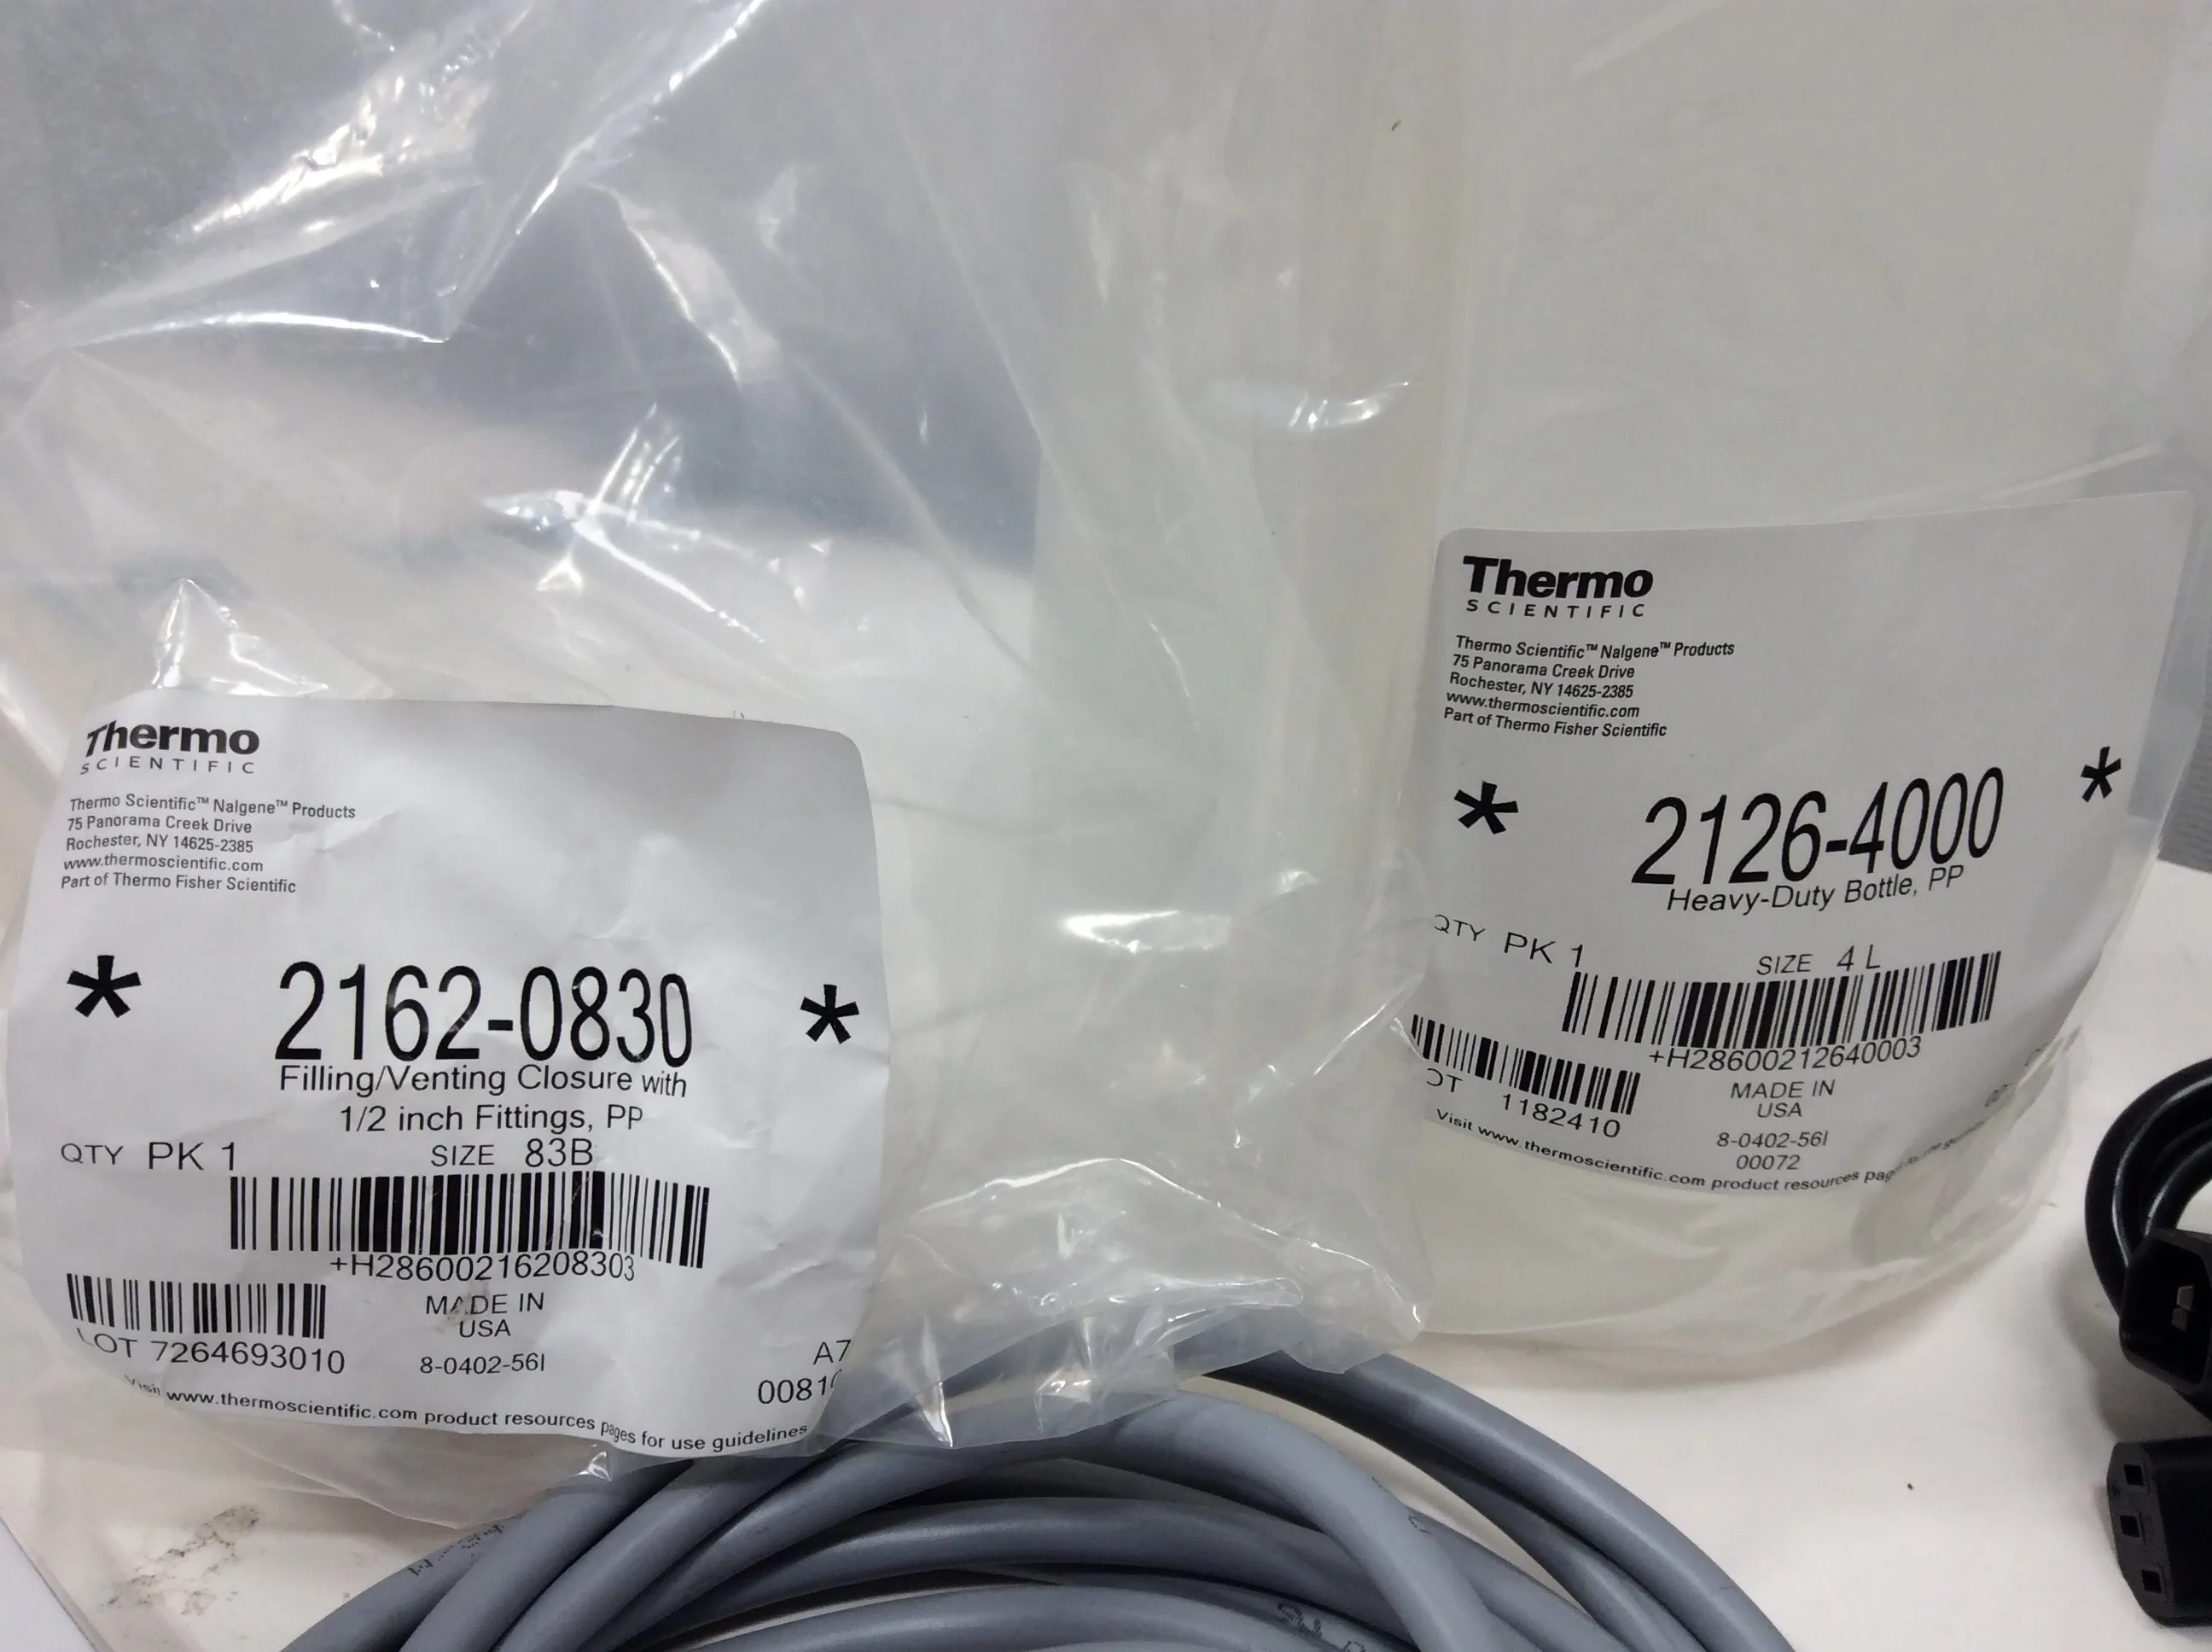 Thermo
SCIENTIFIC
Thermo Scientific™ Nalgene™ Products
75 Panorama Creek Drive
Rochester, NY 14625-2385
www.thermoscientific.com
Part of Thermo Fisher Scientific
* 2162-0830 *
Filling/Venting Closure with
1/2 inch Fittings, PP
QTY PK 1 SIZE 83B
+H28600216208303
MADE IN
USA
LOT 7264693010
8-0402-56I
A7
0081
Visit www.thermoscientific.com product resources pages for use guidelines
Thermo
SCIENTIFIC
Thermo Scientific™ Nalgene™ Products
75 Panorama Creek Drive
Rochester, NY 14625-2385
www.thermoscientific.com
Part of Thermo Fisher Scientific
* 2126-4000 *
Heavy-Duty Bottle, PP
QTY PK 1 SIZE 4 L
+H28600212640003
OT 1182410
MADE IN
USA
8-0402-56I
00072
Visit www.thermoscientific.com product resources